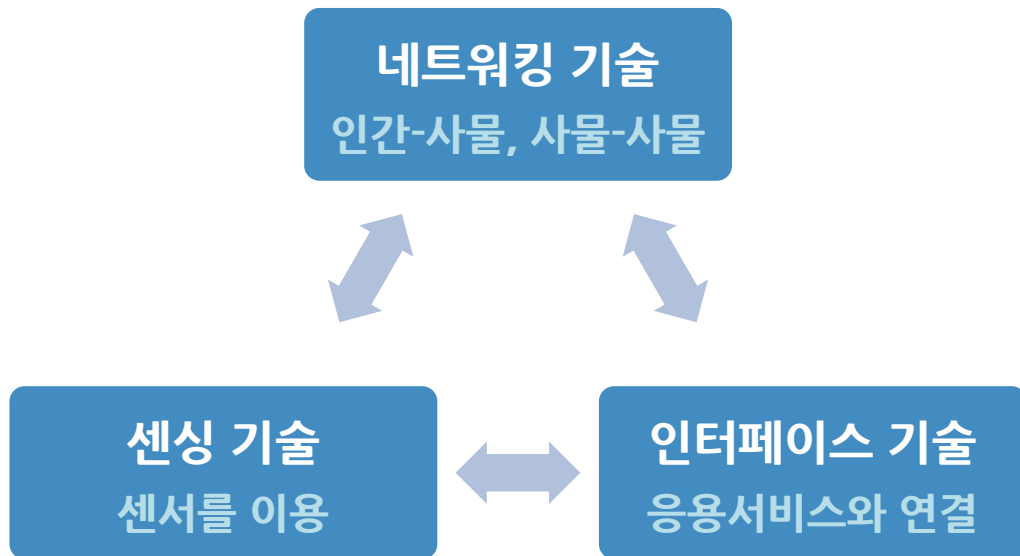 네트워킹 기술
인간-사물, 사물-사물
센싱 기술
센서를 이용
인터페이스 기술
응용서비스와 연결